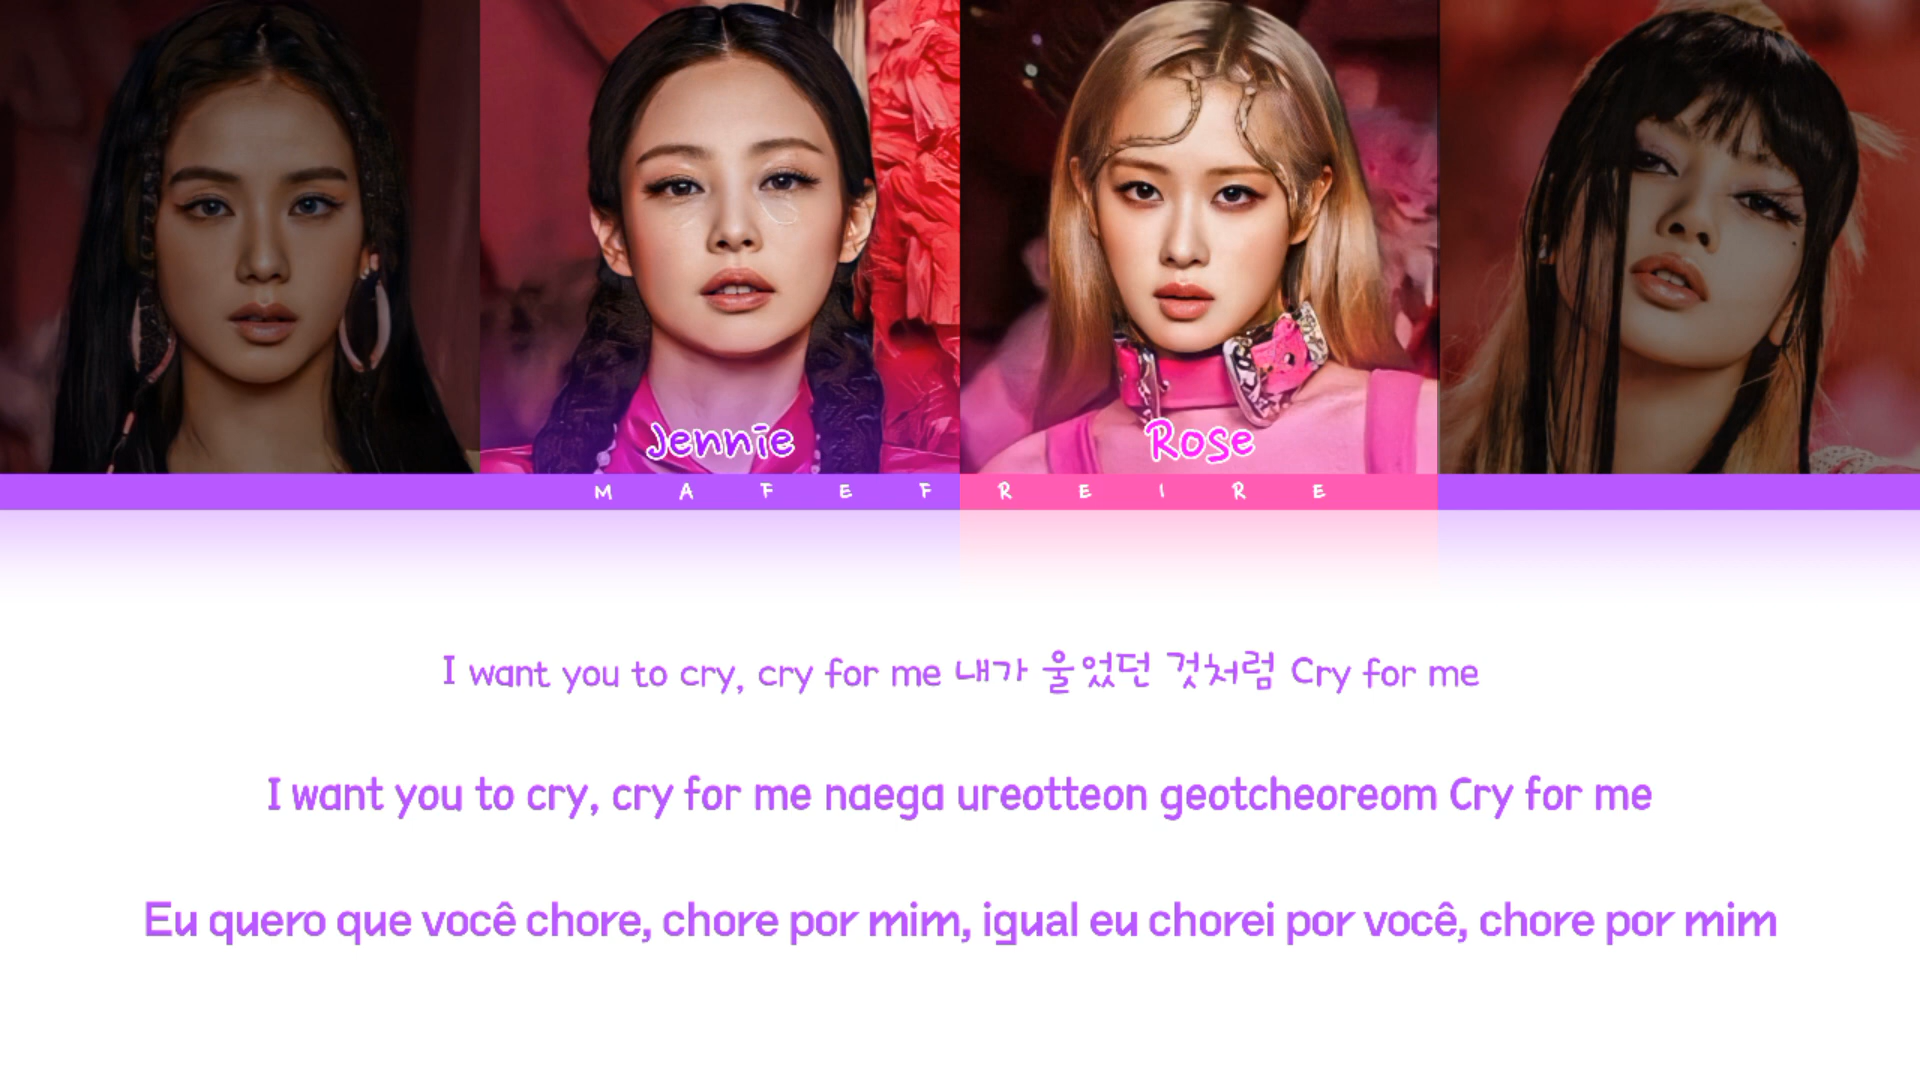 Jennie
Rose
M A F E F R E I R E
I want you to cry, cry for me 내가 울었던 것처럼 Cry for me
I want you to cry, cry for me naega ureotteon geotcheoreom Cry for me
Eu quero que você chore, chore por mim, igual eu chorei por você, chore por mim